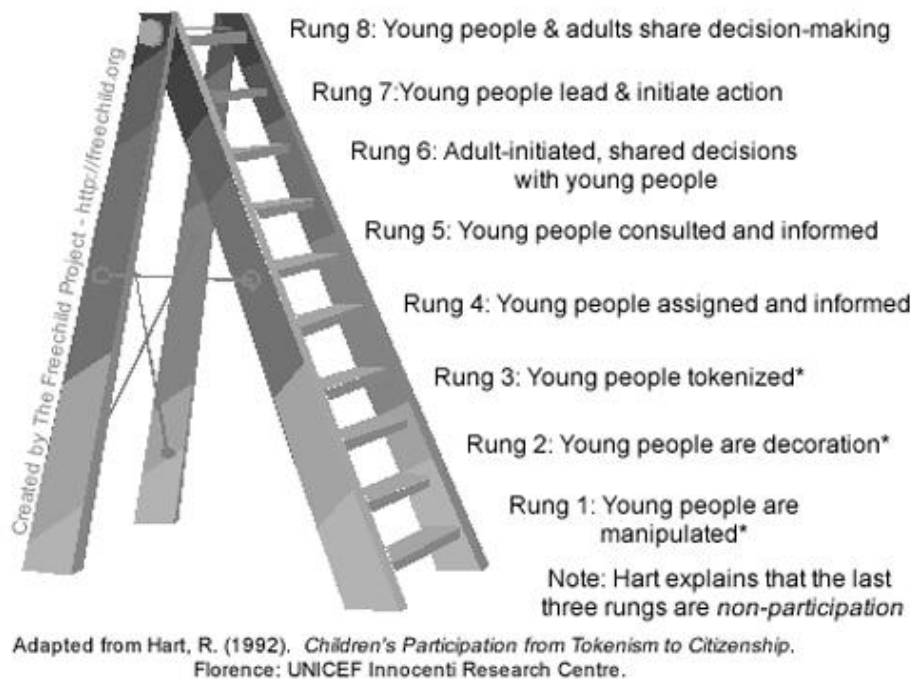 Created by The Freechild Project - http://freechild.org
Rung 8: Young people & adults share decision-making
Rung 7:Young people lead & initiate action
Rung 6: Adult-initiated, shared decisions
with young people
Rung 5: Young people consulted and informed
Rung 4: Young people assigned and informed
Rung 3: Young people tokenized*
Rung 2: Young people are decoration*
Rung 1: Young people are
manipulated*
Note: Hart explains that the last
three rungs are non-participation
Adapted from Hart, R. (1992). Children's Participation from Tokenism to Citizenship.
Florence: UNICEF Innocenti Research Centre.